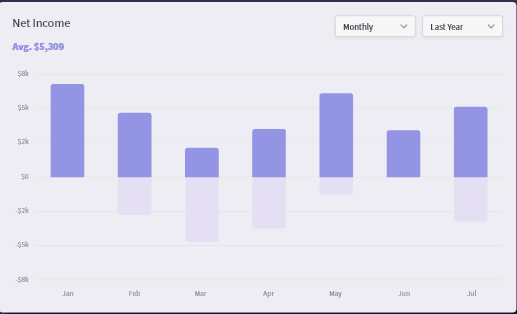 Net Income
Monthly
Last Year
Avg. $5,309
$8k
$5k
$2k
$0
-$2k
-$5k
-$8k
Jan Feb Mar Apr May Jun Jul